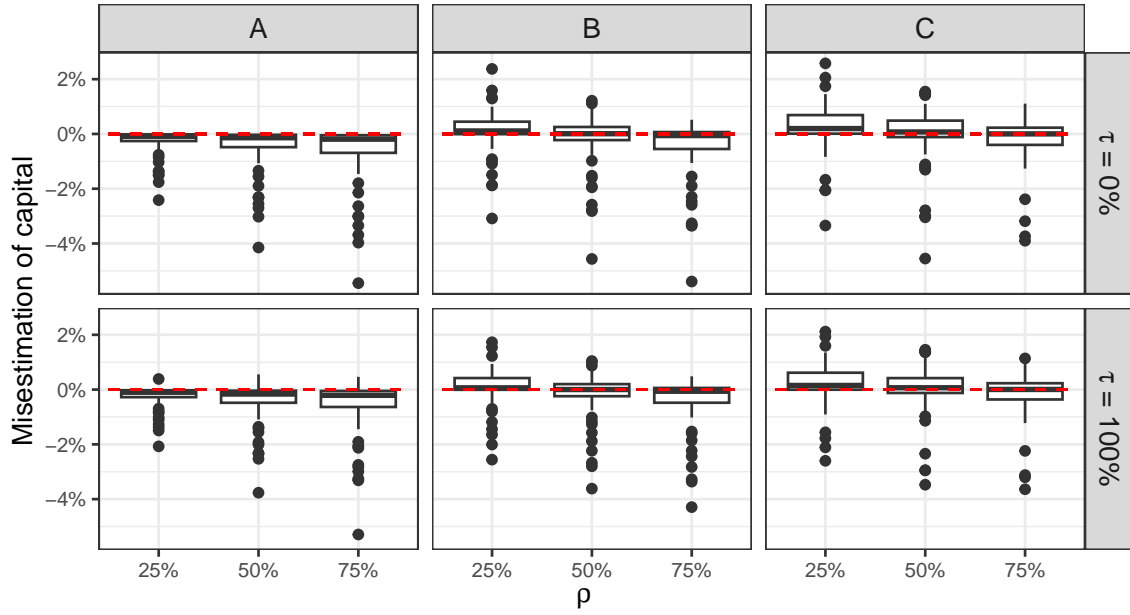 A B C
Misestimation of capital
2%
0%
−2%
−4%
τ = 0%
2%
0%
−2%
−4%
τ = 100%
25% 50% 75% 25% 50% 75% 25% 50% 75%
ρ